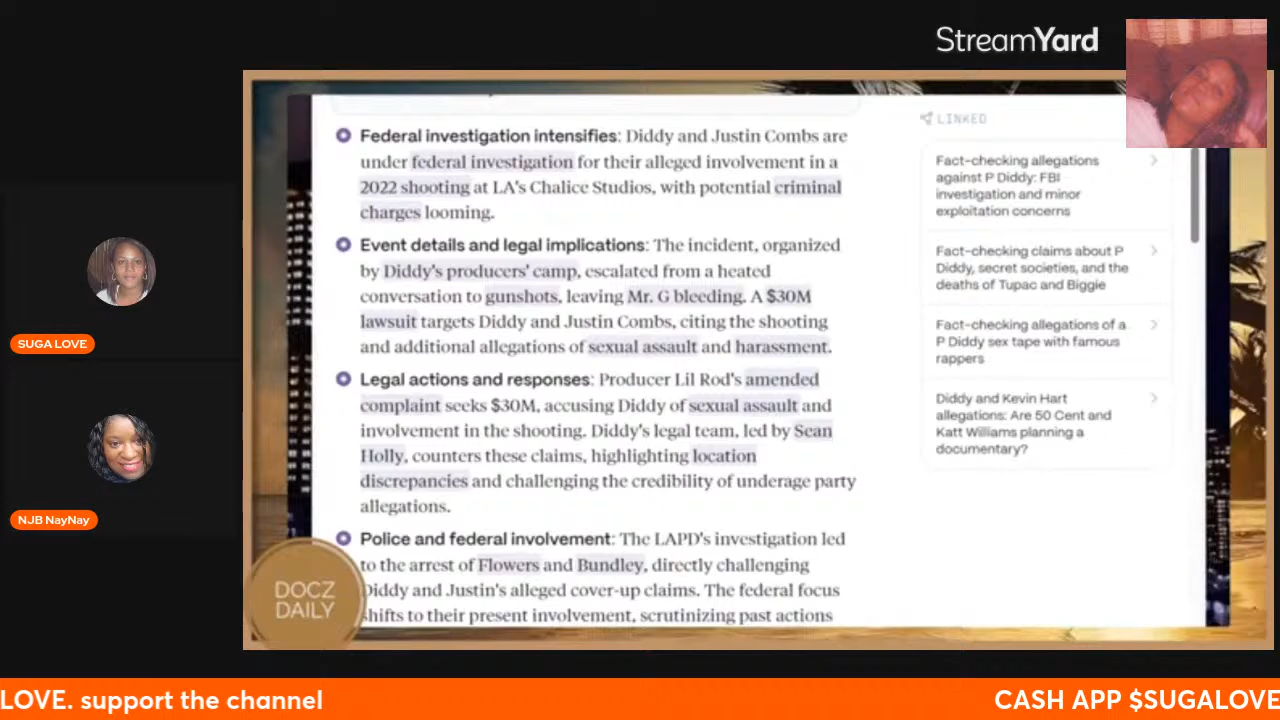 StreamYard
Federal investigation intensifies: Diddy and Justin Combs are
under federal investigation for their alleged involvement in a
2022 shooting at LA's Chalice Studios, with potential criminal
charges looming.
Event details and legal implications: The incident, organized
by Diddy's producers' camp, escalated from a heated
conversation to gunshots, leaving Mr. G bleeding. A $30M
lawsuit targets Diddy and Justin Combs, citing the shooting
and additional allegations of sexual assault and harassment.
Legal actions and responses: Producer Lil Rod's amended
complaint seeks $30M, accusing Diddy of sexual assault and
involvement in the shooting. Diddy's legal team, led by Sean
Holly, counters these claims, highlighting location
discrepancies and challenging the credibility of underage party
allegations.
Police and federal involvement: The LAPD's investigation led
to the arrest of Flowers and Bundley, directly challenging
Diddy and Justin's alleged cover-up claims. The federal focus
shifts to their present involvement, scrutinizing past actions
LINKED
Fact-checking allegations
against P Diddy: FBI
investigation and minor
exploitation concerns
Fact-checking claims about P
Diddy, secret societies, and the
deaths of Tupac and Biggie
Fact-checking allegations of a
P Diddy sex tape with famous
rappers
Diddy and Kevin Hart
allegations: Are 50 Cent and
Katt Williams planning a
documentary?
SUGA LOVE
NJB NayNay
DOCZ
DAILY
LOVE. support the channel
CASH APP $SUGALOVE